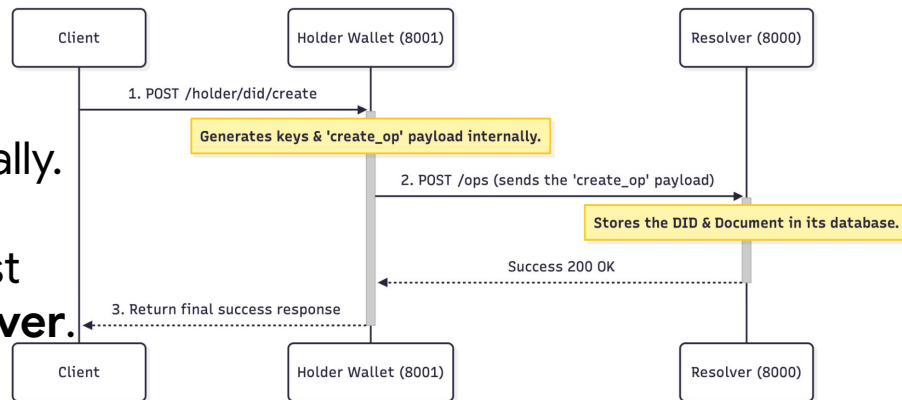 Client
Holder Wallet (8001)
Resolver (8000)
1. POST /holder/did/create
Generates keys & 'create_op' payload internally.
ally.
2. POST /ops (sends the 'create_op' payload)
Stores the DID & Document in its database.
st
Success 200 OK
3. Return final success response
ver.
Client
Holder Wallet (8001)
Resolver (8000)